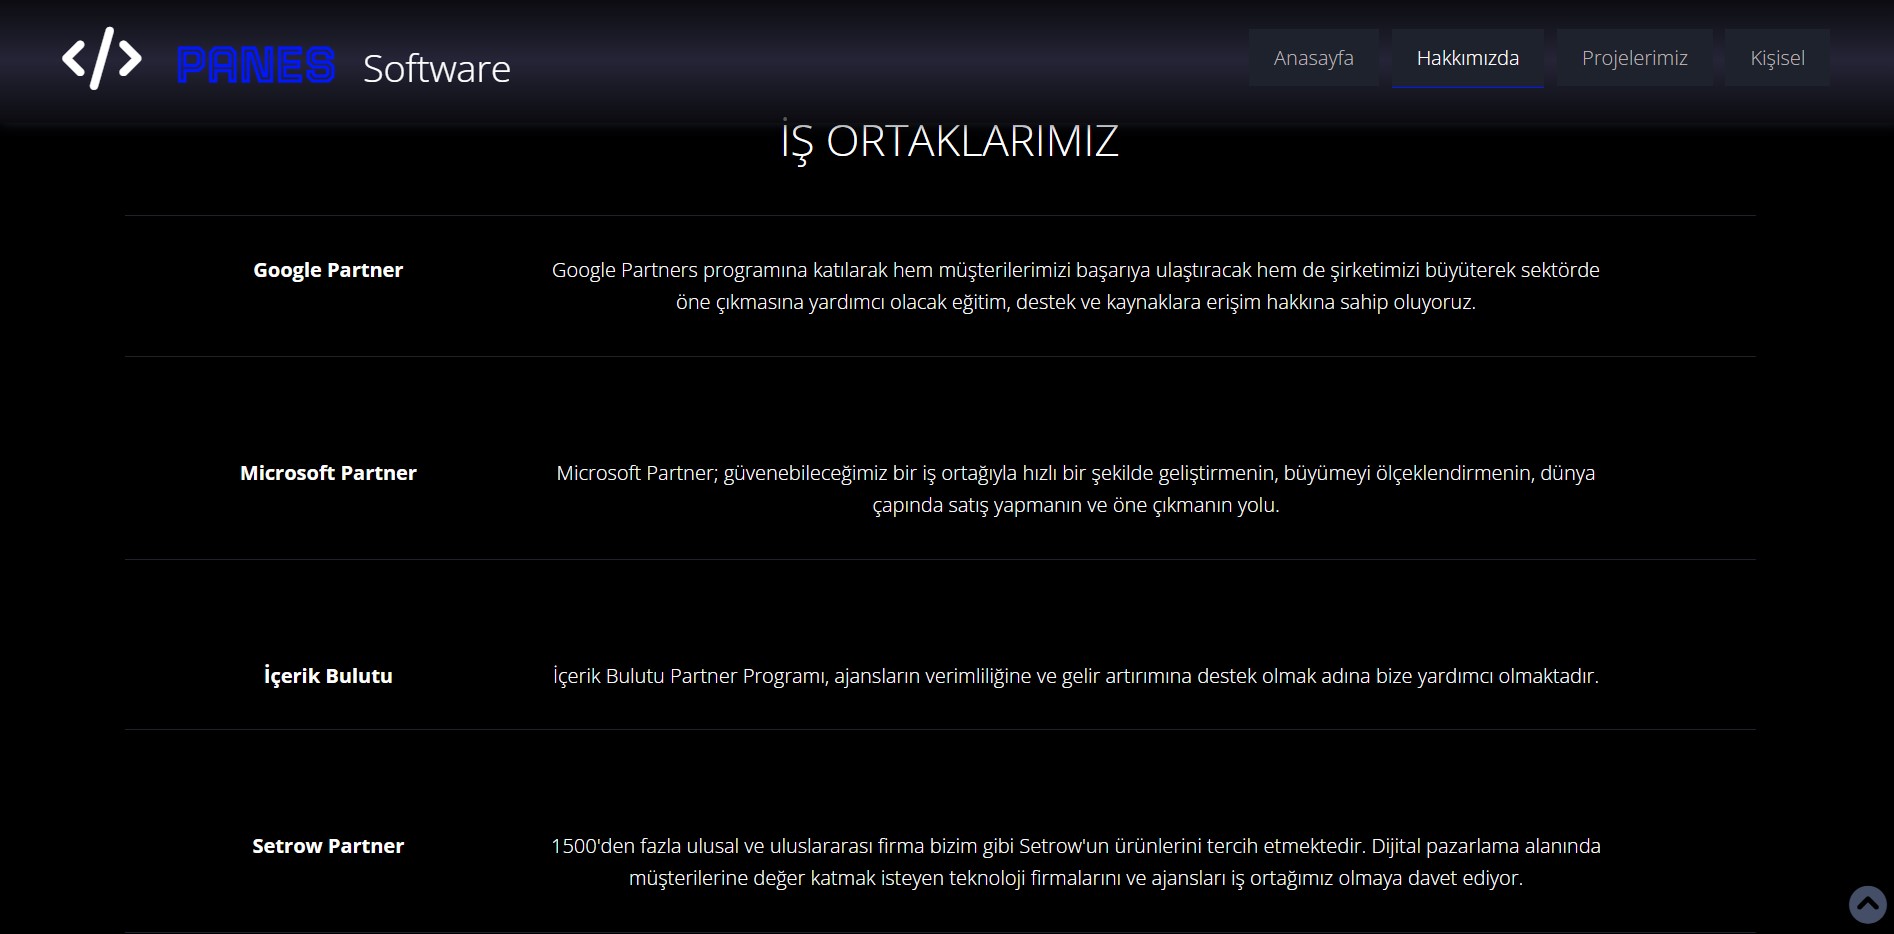 PANES Software
Anasayfa
Hakkımızda
Projelerimiz
Kişisel
İŞ ORTAKLARIMIZ
Google Partner
Google Partners programına katılarak hem müşterilerimizi başarıya ulaştıracak hem de şirketimizi büyüterek sektörde
öne çıkmasına yardımcı olacak eğitim, destek ve kaynaklara erişim hakkına sahip oluyoruz.
Microsoft Partner
Microsoft Partner; güvenebileceğimiz bir iş ortağıyla hızlı bir şekilde geliştirmenin, büyümeyi ölçeklendirmenin, dünya
çapında satış yapmanın ve öne çıkmanın yolu.
İçerik Bulutu
İçerik Bulutu Partner Programı, ajansların verimliliğine ve gelir artırımına destek olmak adına bize yardımcı olmaktadır.
Setrow Partner
1500'den fazla ulusal ve uluslararası firma bizim gibi Setrow'un ürünlerini tercih etmektedir. Dijital pazarlama alanında
müşterilerine değer katmak isteyen teknoloji firmalarını ve ajansları iş ortağımız olmaya davet ediyor.